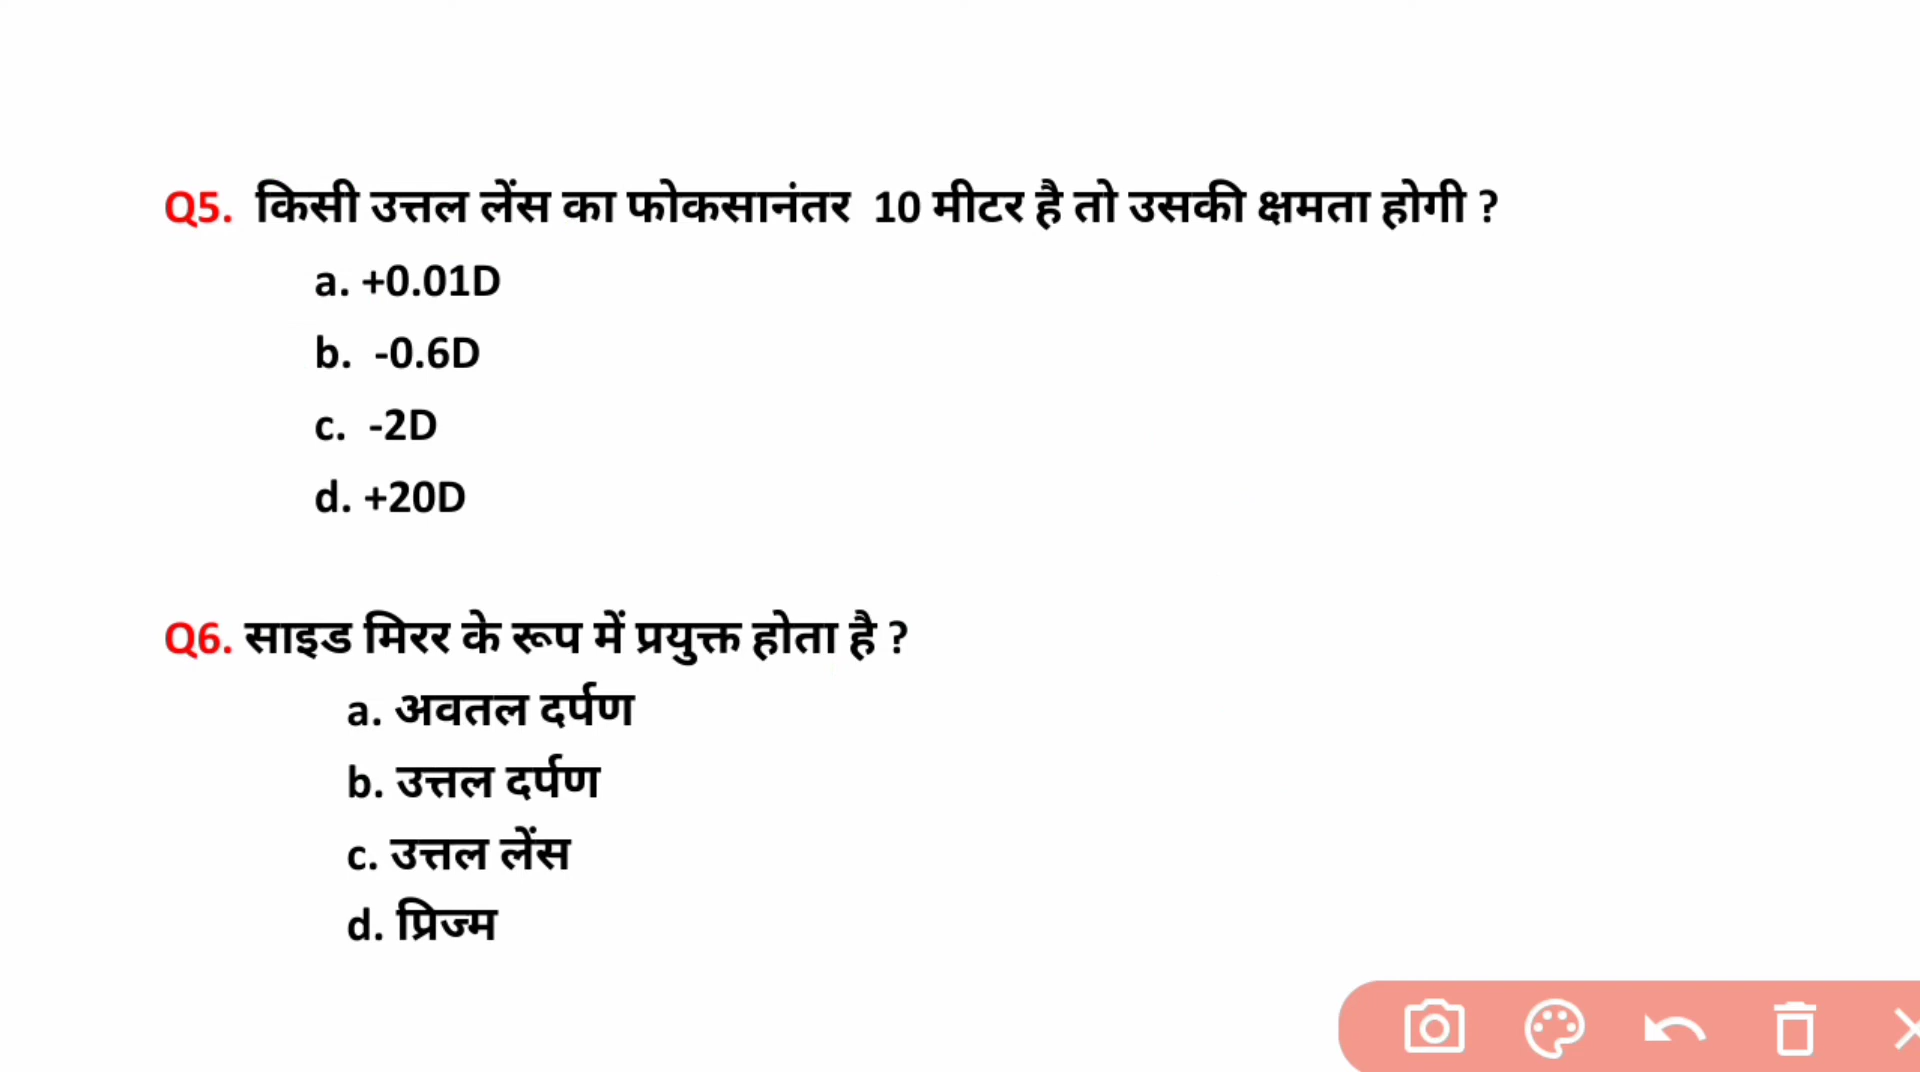 Q5. किसी उत्तल लेंस का फोकसानंतर 10 मीटर है तो उसकी क्षमता होगी ?
a. +0.01D
b. -0.6D
c. -2D
d. +20D
Q6. साइड मिरर के रूप में प्रयुक्त होता है ?
a. अवतल दर्पण
b. उत्तल दर्पण
c. उत्तल लेंस
d. प्रिज्म